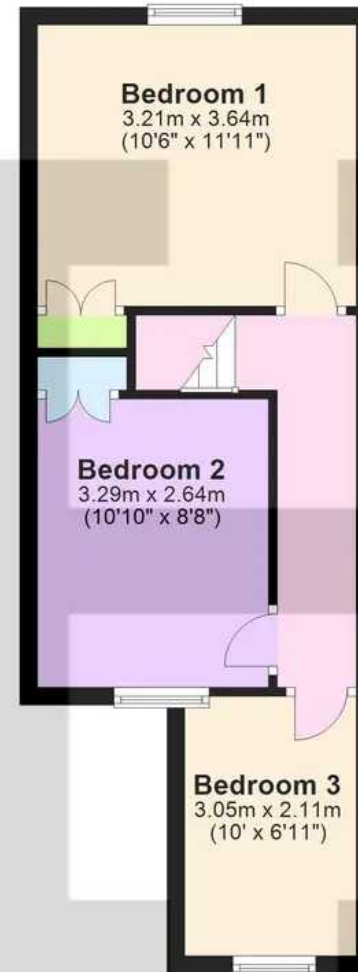 Bedroom 1
3.21m x 3.64m
(10'6" x 11'11")
Bedroom 2
3.29m x 2.64m
(10'10" x 8'8")
Bedroom 3
3.05m x 2.11m
(10' x 6'11")